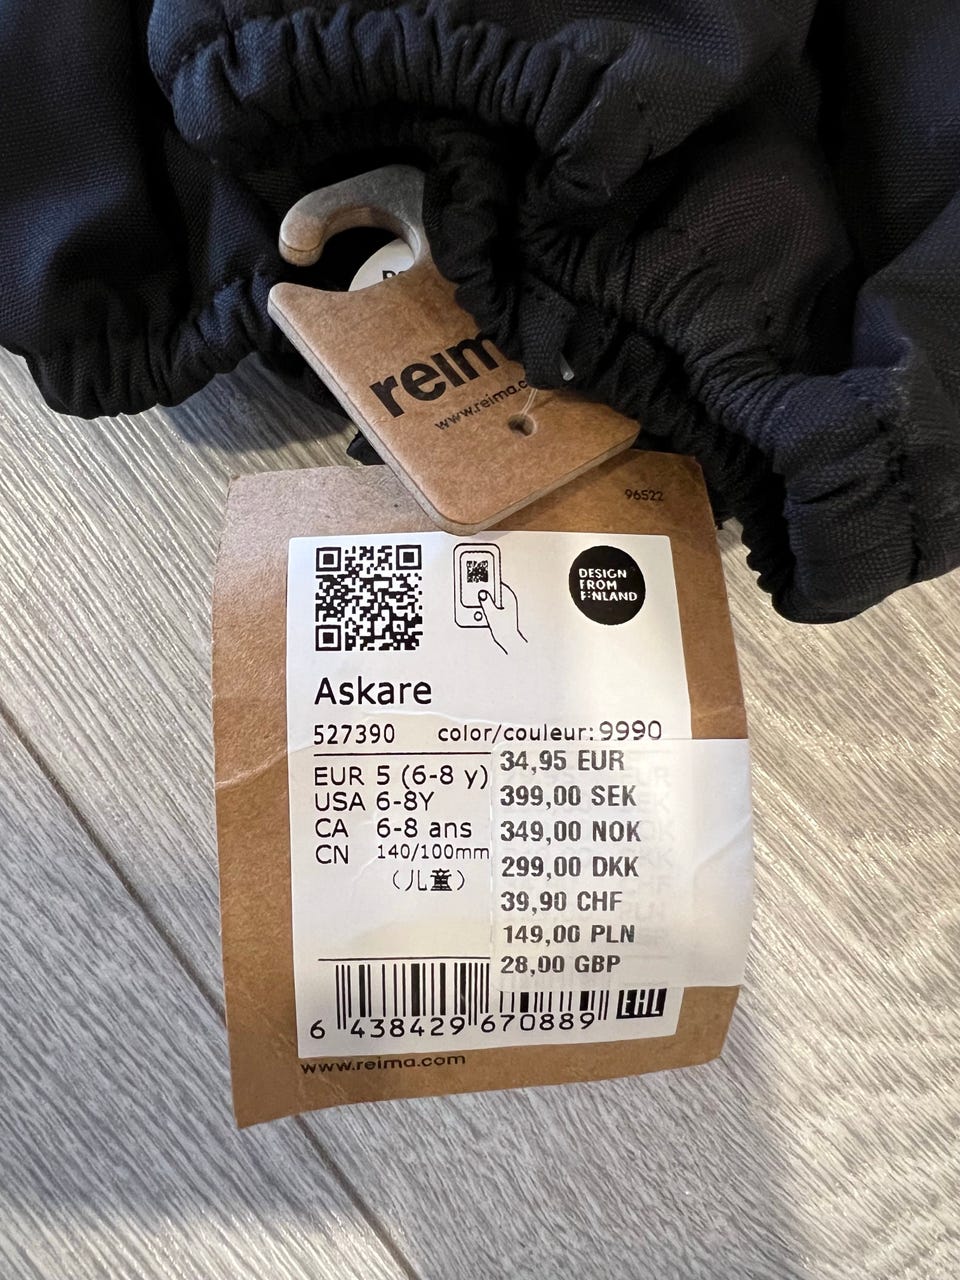 reim
www.reima.c
96522
DESIGN
FROM
FINLAND
Askare
527390 color/couleur: 9990
EUR 5 (6-8 y)
USA 6-8Y
CA 6-8 ans
CN 140/100mm
(儿童)
34,95 EUR
399,00 SEK
349,00 NOK
299,00 DKK
39,90 CHF
149,00 PLN
28,00 GBP
6 438429 670889
EAC
www.reima.com